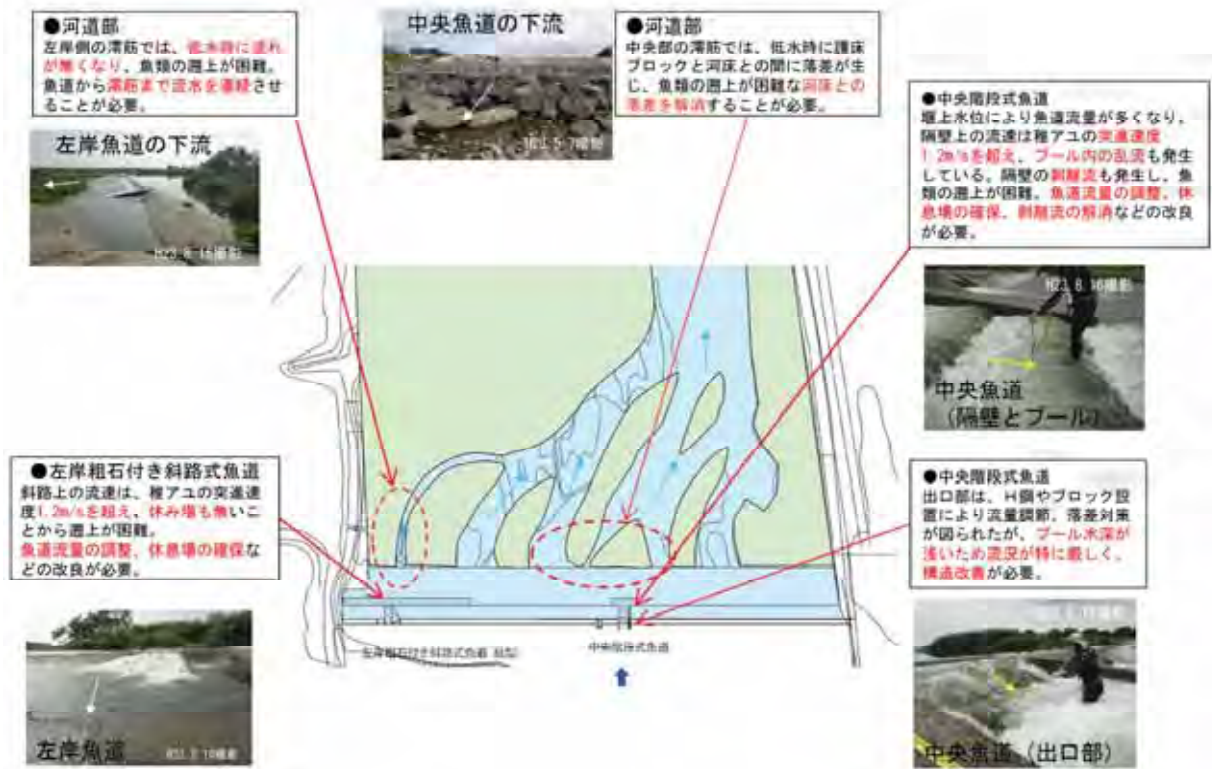 ●河道部
左岸側の澪筋では、低水時に流れ
が無くなり、魚類の遡上が困難。
魚道から澪筋まで流水を連続させ
ることが必要。
左岸魚道の下流
H23.8.16撮影
中央魚道の下流
●河道部
中央部の澪筋では、低水時に護床
ブロックと河床との間に落差が生
じ、魚類の遡上が困難な河床との
落差を解消することが必要。
●中央階段式魚道
堰上水位により魚道流量が多くなり、
隔壁上の流速は稚アユの突進速度
1.2m/sを超え、プール内の乱流も発生
している。隔壁の剥離流も発生し、魚
類の遡上が困難。魚道流量の調整、休
息場の確保、剥離流の解消などの改良
が必要。
H23.8.16撮影
中央魚道
(隔壁とプール)
●左岸粗石付き斜路式魚道
斜路上の流速は、稚アユの突進速
度1.2m/sを超え、休み場も無いこ
とから遡上が困難。
魚道流量の調整、休息場の確保な
どの改良が必要。
左岸魚道
●中央階段式魚道
出口部は、H鋼やブロック設
置により流量調節、落差対策
が図られたが、プール水深が
浅いため流況が特に厳しく、
構造改善が必要。
中央魚道(出口部)
左岸粗石付き斜路式魚道
中央階段式魚道